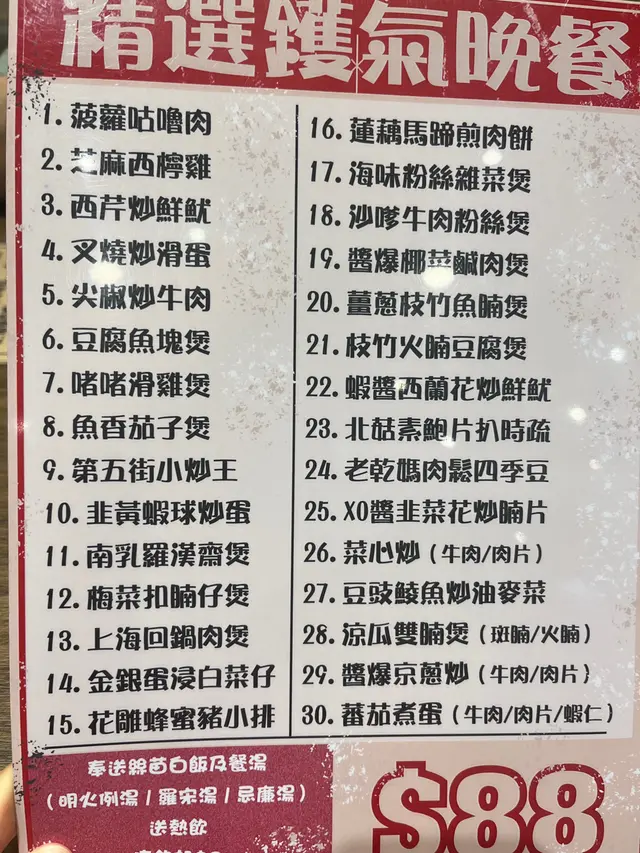 精選鑊氣晚餐
1. 菠蘿咕嚕肉
2. 芝麻西檸雞
3. 西芹炒鮮魷
4. 叉燒炒滑蛋
5. 尖椒炒牛肉
6. 豆腐魚塊煲
7. 啫啫滑雞煲
8. 魚香茄子煲
9. 第五街小炒王
10. 韭黃蝦球炒蛋
11. 南乳羅漢齋煲
12. 梅菜扣腩仔煲
13. 上海回鍋肉煲
14. 金銀蛋浸白菜仔
15. 花雕蜂蜜豬小排
16. 蓮藕馬蹄煎肉餅
17. 海味粉絲雜菜煲
18. 沙嗲牛肉粉絲煲
19. 醬爆椰菜鹹肉煲
20. 薑蔥枝竹魚腩煲
21. 枝竹火腩豆腐煲
22. 蝦醬西蘭花炒鮮魷
23. 北菇素鮑片扒時疏
24. 老乾媽肉鬆四季豆
25. XO醬韭菜花炒腩片
26. 菜心炒（牛肉/肉片）
27. 豆豉鯪魚炒油麥菜
28. 涼瓜雙腩煲（斑腩/火腩）
29. 醬爆京蔥炒（牛肉/肉片）
30. 蕃茄煮蛋（牛肉/肉片/蝦仁）
奉送絲苗白飯及餐湯
（明火例湯 / 羅宋湯 / 忌廉湯）
送熱飲
$88